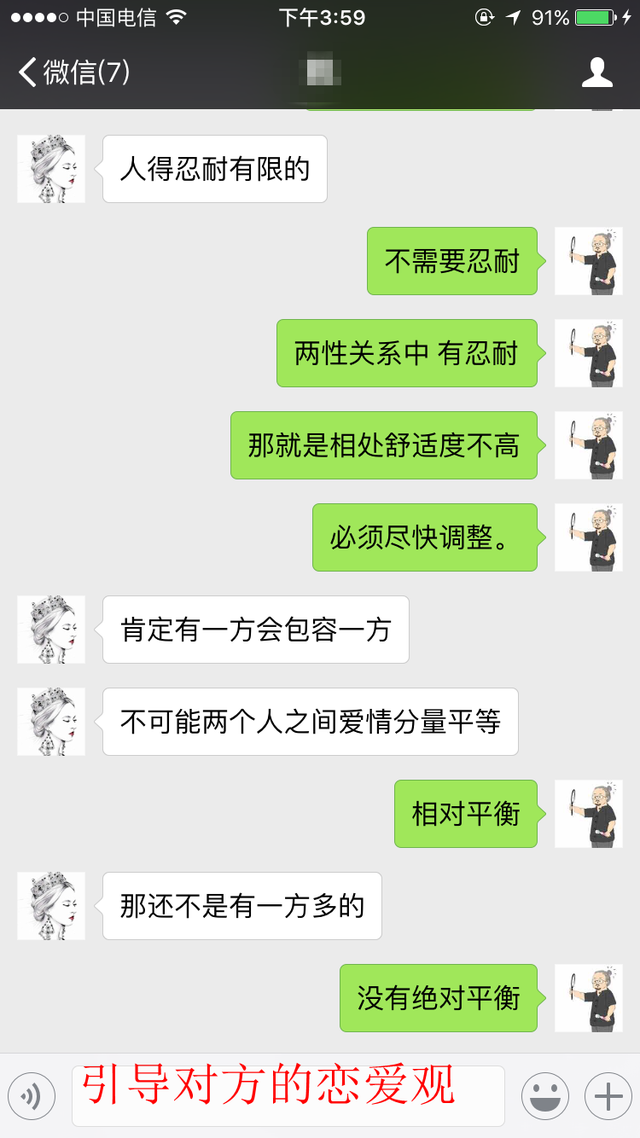 中国电信 下午3:59 91%
微信(7)
人得忍耐有限的
不需要忍耐
两性关系中 有忍耐
那就是相处舒适度不高
必须尽快调整。
肯定有一方会包容一方
不可能两个人之间爱情分量平等
相对平衡
那还不是有一方多的
没有绝对平衡
引导对方的恋爱观